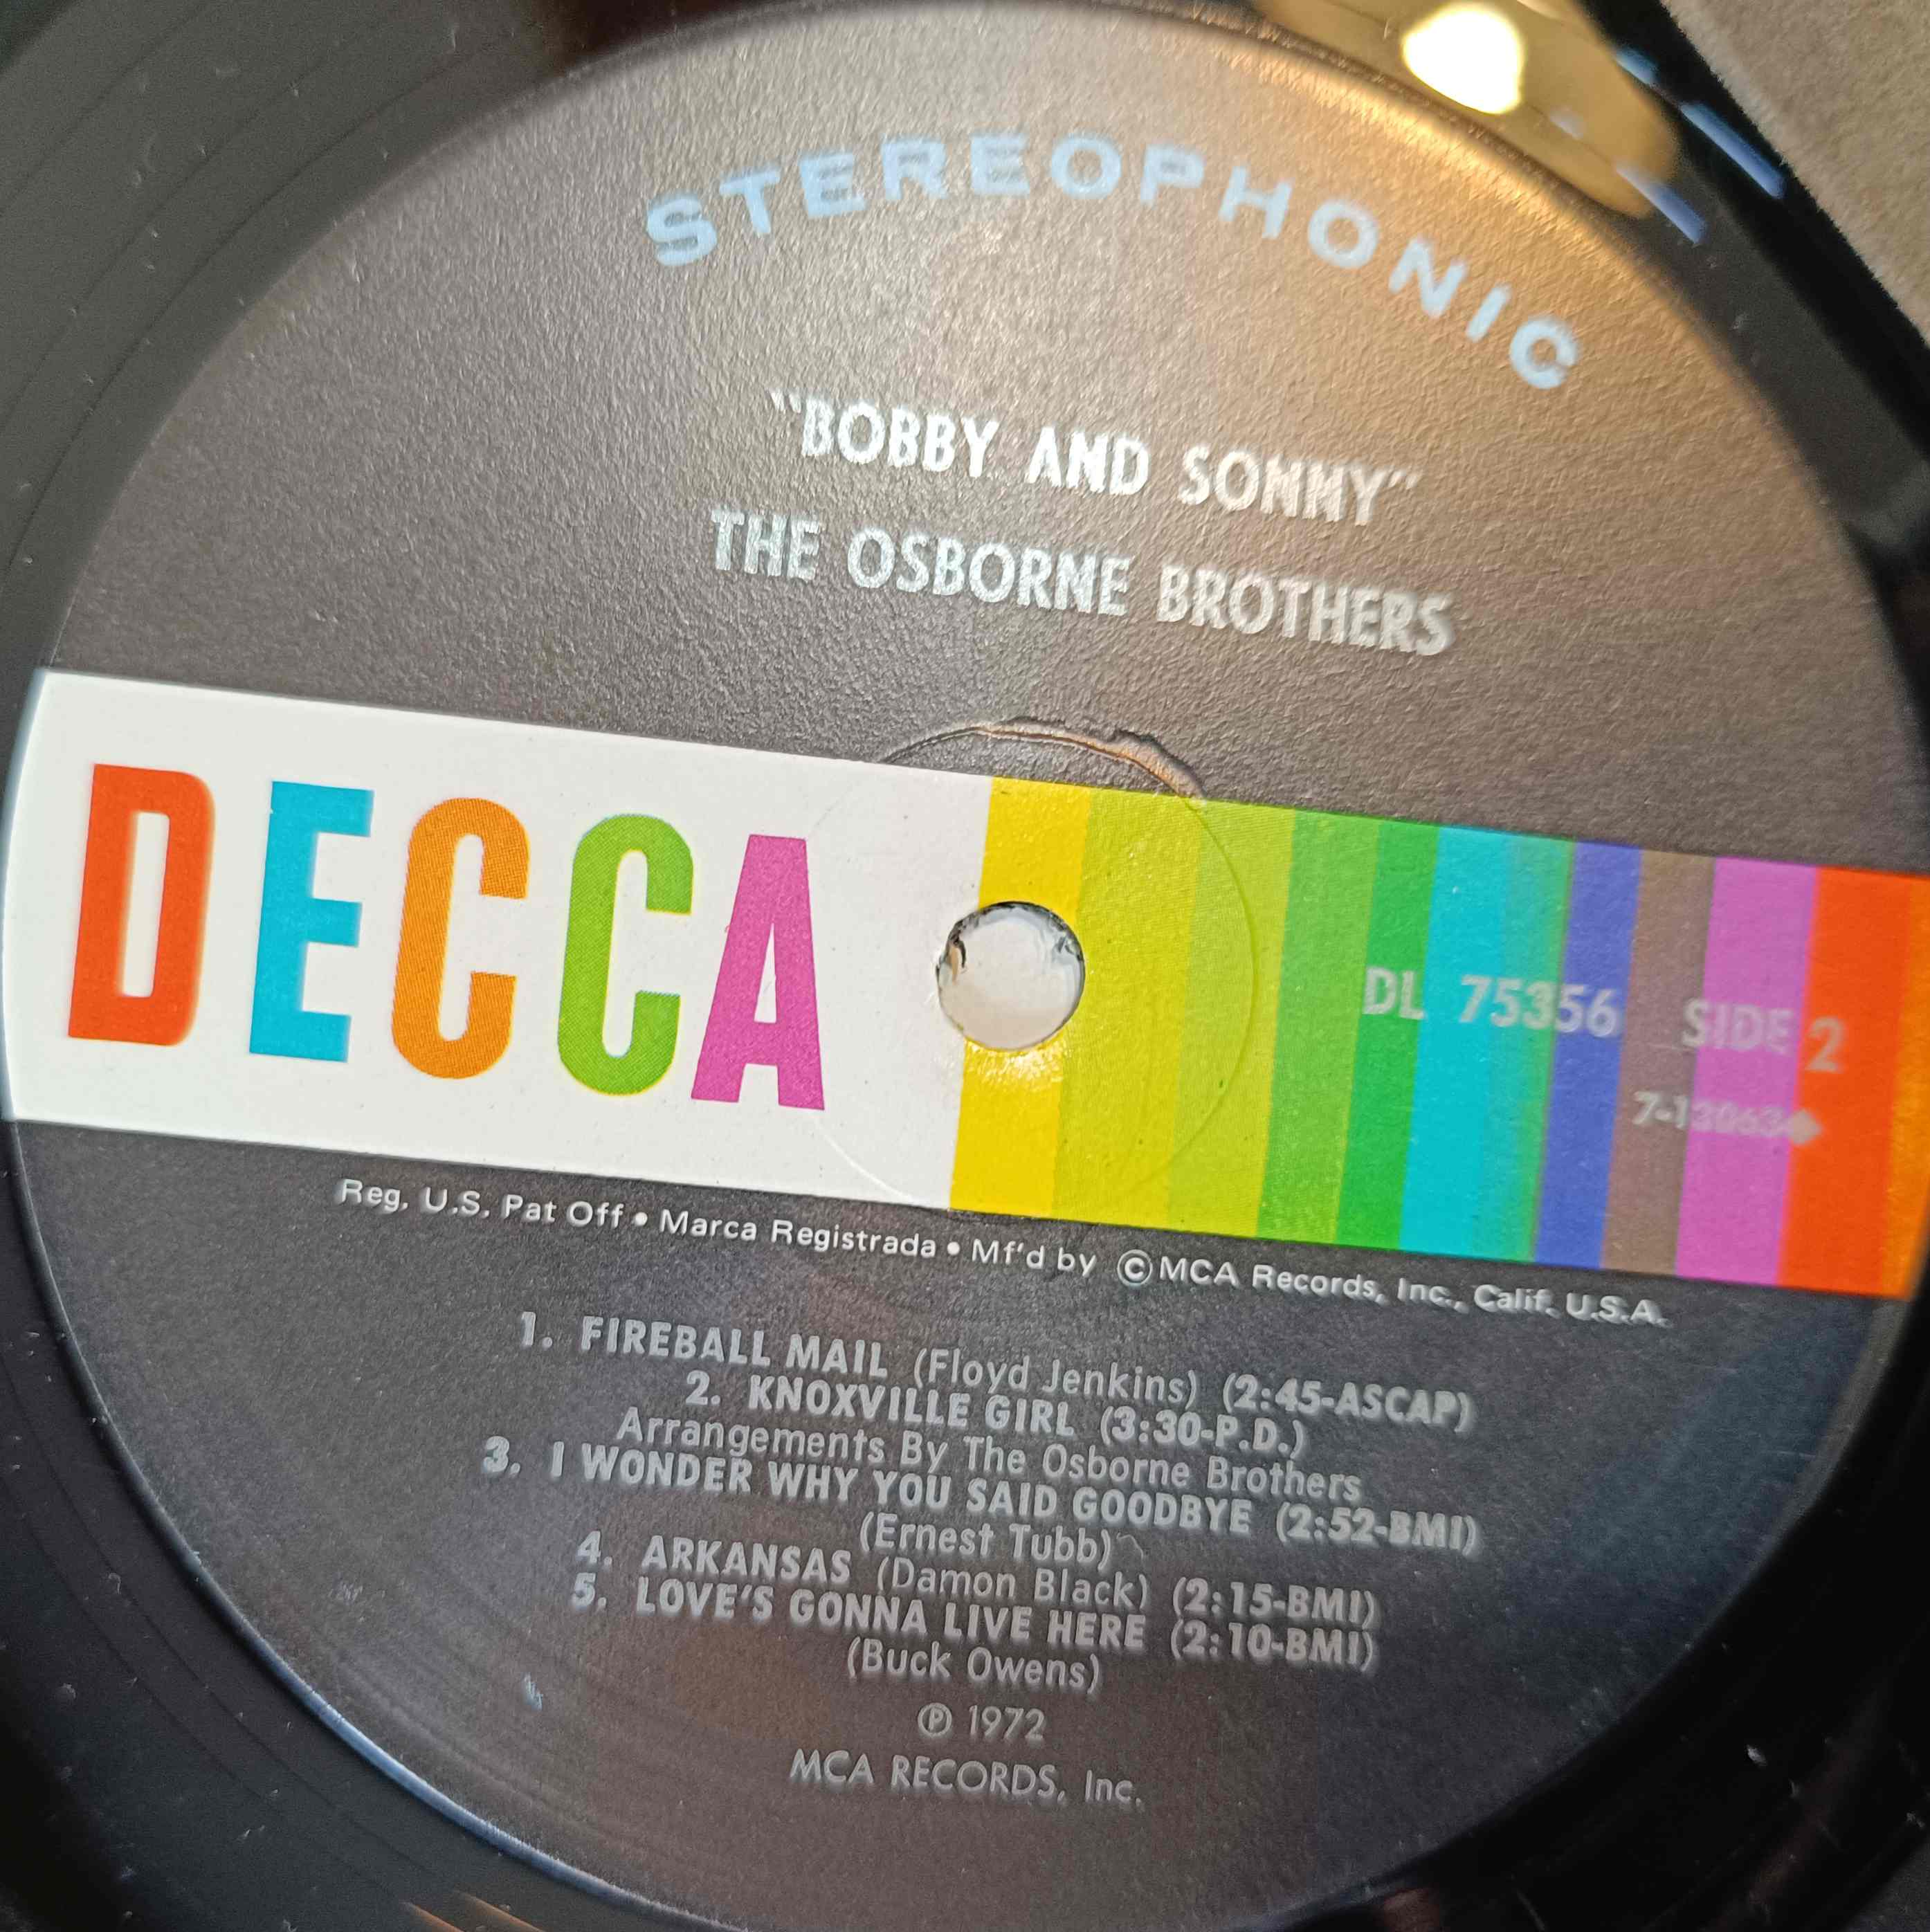 STEREOPHONIC
"BOBBY AND SONNY"
THE OSBORNE BROTHERS
DECCA
DL 75356 SIDE 2
Reg. U.S. Pat Off • Marca Registrada • Mf'd by ©MCA Records, Inc., Calif. U.S.A.
1. FIREBALL MAIL (Floyd Jenkins) (2:45-ASCAP)
2. KNOXVILLE GIRL (3:30-P.D.)
Arrangements By The Osborne Brothers
3. I WONDER WHY YOU SAID GOODBYE (2:52-BMI)
(Ernest Tubb)
4. ARKANSAS (Damon Black) (2:15-BMI)
5. LOVE'S GONNA LIVE HERE (2:10-BMI)
(Buck Owens)
℗ 1972
MCA RECORDS, Inc.